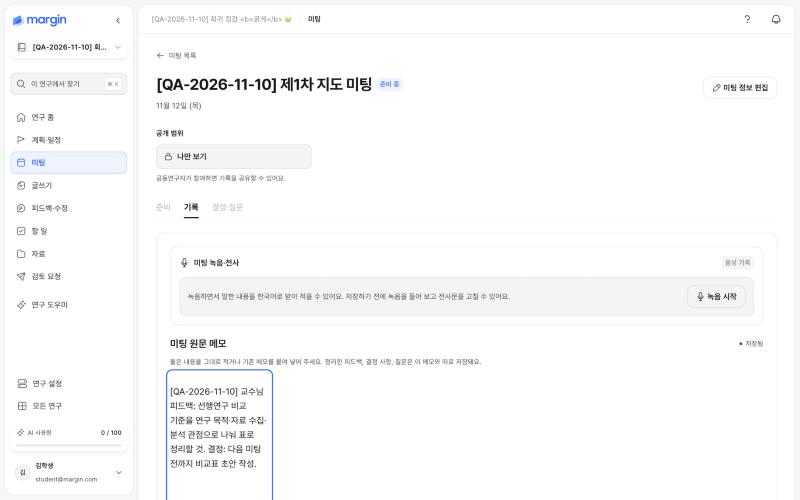 margin
[QA-2026-11-10] 회...
이 연구에서 찾기
⌘ K
연구 홈
계획·일정
미팅
글쓰기
피드백·수정
할 일
자료
검토 요청
연구 도우미
연구 설정
모든 연구
AI 사용량
0 / 100
김
김학생
student@margin.com
[QA-2026-11-10] 회귀 점검 <b>굵게</b> 😀
미팅
?
← 미팅 목록
[QA-2026-11-10] 제1차 지도 미팅
준비 중
미팅 정보 편집
11월 12일 (목)
공개 범위
나만 보기
공동연구자가 참여하면 기록을 공유할 수 있어요.
준비
기록
결정·질문
미팅 녹음·전사
음성 기록
녹음하면서 말한 내용을 한국어로 받아 적을 수 있어요. 저장하기 전에 녹음을 들어 보고 전사문을 고칠 수 있어요.
녹음 시작
미팅 원문 메모
저장됨
들은 내용을 그대로 적거나 기존 메모를 붙여 넣어 주세요. 정리한 피드백, 결정 사항, 질문은 이 메모와 따로 저장돼요.
[QA-2026-11-10] 교수님
피드백: 선행연구 비교
기준을 연구 목적·자료 수집·
분석 관점으로 나눠 표로
정리할 것. 결정: 다음 미팅
전까지 비교표 초안 작성.